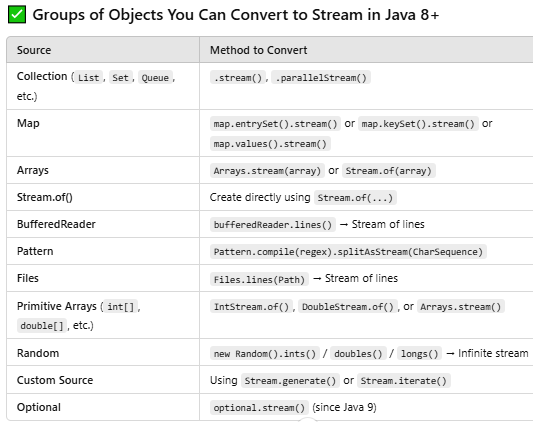 ✅ Groups of Objects You Can Convert to Stream in Java 8+
Source Method to Convert
Collection ( List , Set , Queue , .stream() , .parallelStream()
etc.)
Map map.entrySet().stream() or map.keySet().stream() or
map.values().stream()
Arrays Arrays.stream(array) or Stream.of(array)
Stream.of() Create directly using Stream.of(...)
BufferedReader bufferedReader.lines() → Stream of lines
Pattern Pattern.compile(regex).splitAsStream(CharSequence)
Files Files.lines(Path) → Stream of lines
Primitive Arrays ( int[] , IntStream.of() , DoubleStream.of() , or Arrays.stream()
double[] , etc.)
Random new Random().ints() / doubles() / longs() → Infinite stream
Custom Source Using Stream.generate() or Stream.iterate()
Optional optional.stream() (since Java 9)